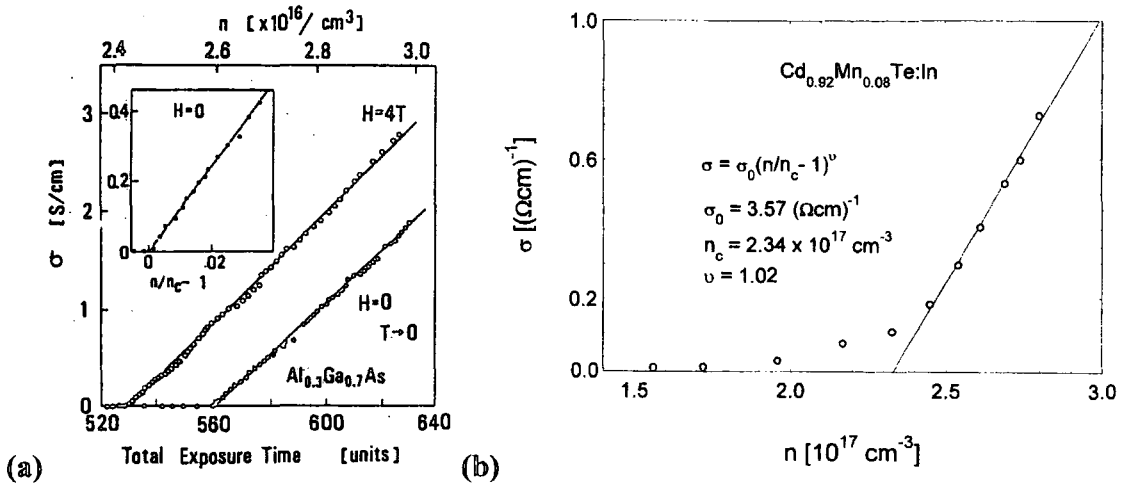 n [x10^16/ cm^3]
2.4 2.6 2.8 3.0
3
2
1
0
σ [S/cm]
0.4
0.2
0
H=0
0 .02
n/n_c- 1
H=4T
H=0
T→0
Al_0.3Ga_0.7As
520 560 600 640
Total Exposure Time [units]
(a)
1.0
0.6
0.2
0.0
σ [(Ωcm)^-1]
Cd_0.92Mn_0.08Te:In
σ = σ_0(n/n_c- 1)^υ
σ_0 = 3.57 (Ωcm)^-1
n_c = 2.34 x 10^17 cm^-3
υ = 1.02
1.5 2.0 2.5 3.0
n [10^17 cm^-3]
(b)